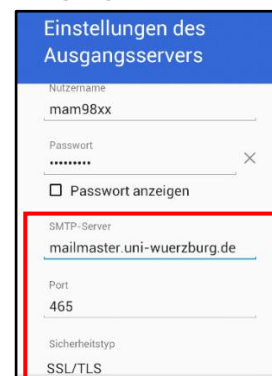 Einstellungen des
Ausgangsservers
Nutzername
mam98xx
Passwort
•••••••••
Passwort anzeigen
SMTP-Server
mailmaster.uni-wuerzburg.de
Port
465
Sicherheitstyp
SSL/TLS